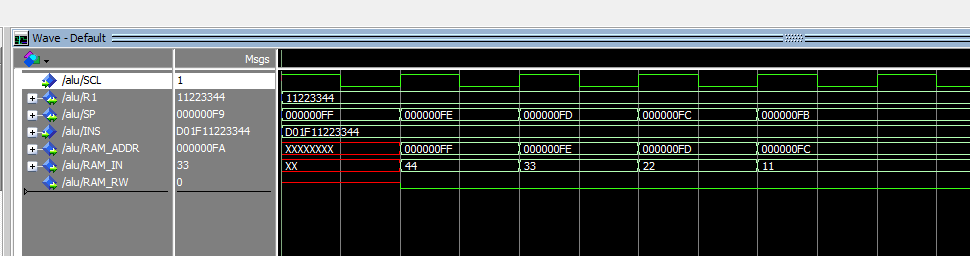 Wave - Default
Msgs
/alu/SCL 1
/alu/R1 11223344 11223344
/alu/SP 000000F9 000000FF 000000FE 000000FD 000000FC 000000FB
/alu/INS D01F11223344 D01F11223344
/alu/RAM_ADDR 000000FA XXXXXXXX 000000FF 000000FE 000000FD 000000FC
/alu/RAM_IN 33 XX 44 33 22 11
/alu/RAM_RW 0